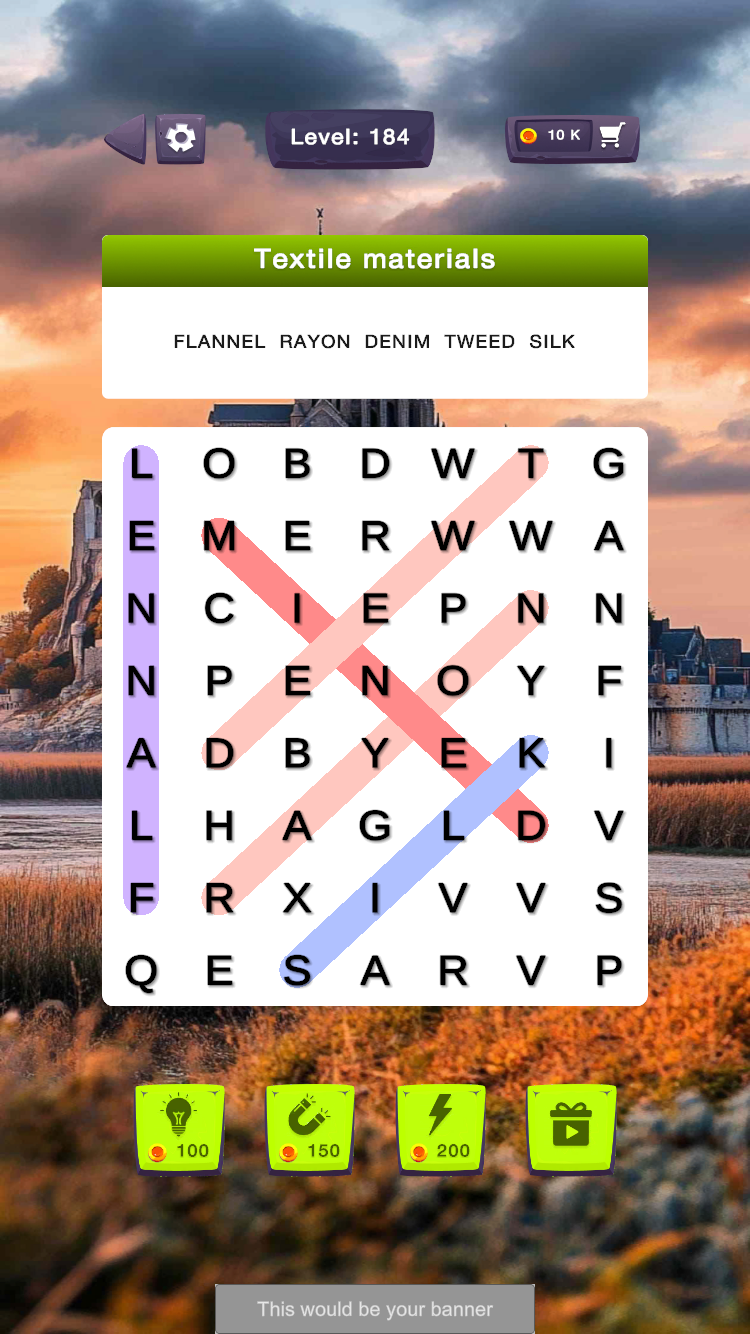 Level: 184
10 K
Textile materials
FLANNEL RAYON DENIM TWEED SILK
L O B D W T G
E M E R W W A
N C I E P N N
N P E N O Y F
A D B Y E K I
L H A G L D V
F R X I V V S
Q E S A R V P
100 150 200
This would be your banner